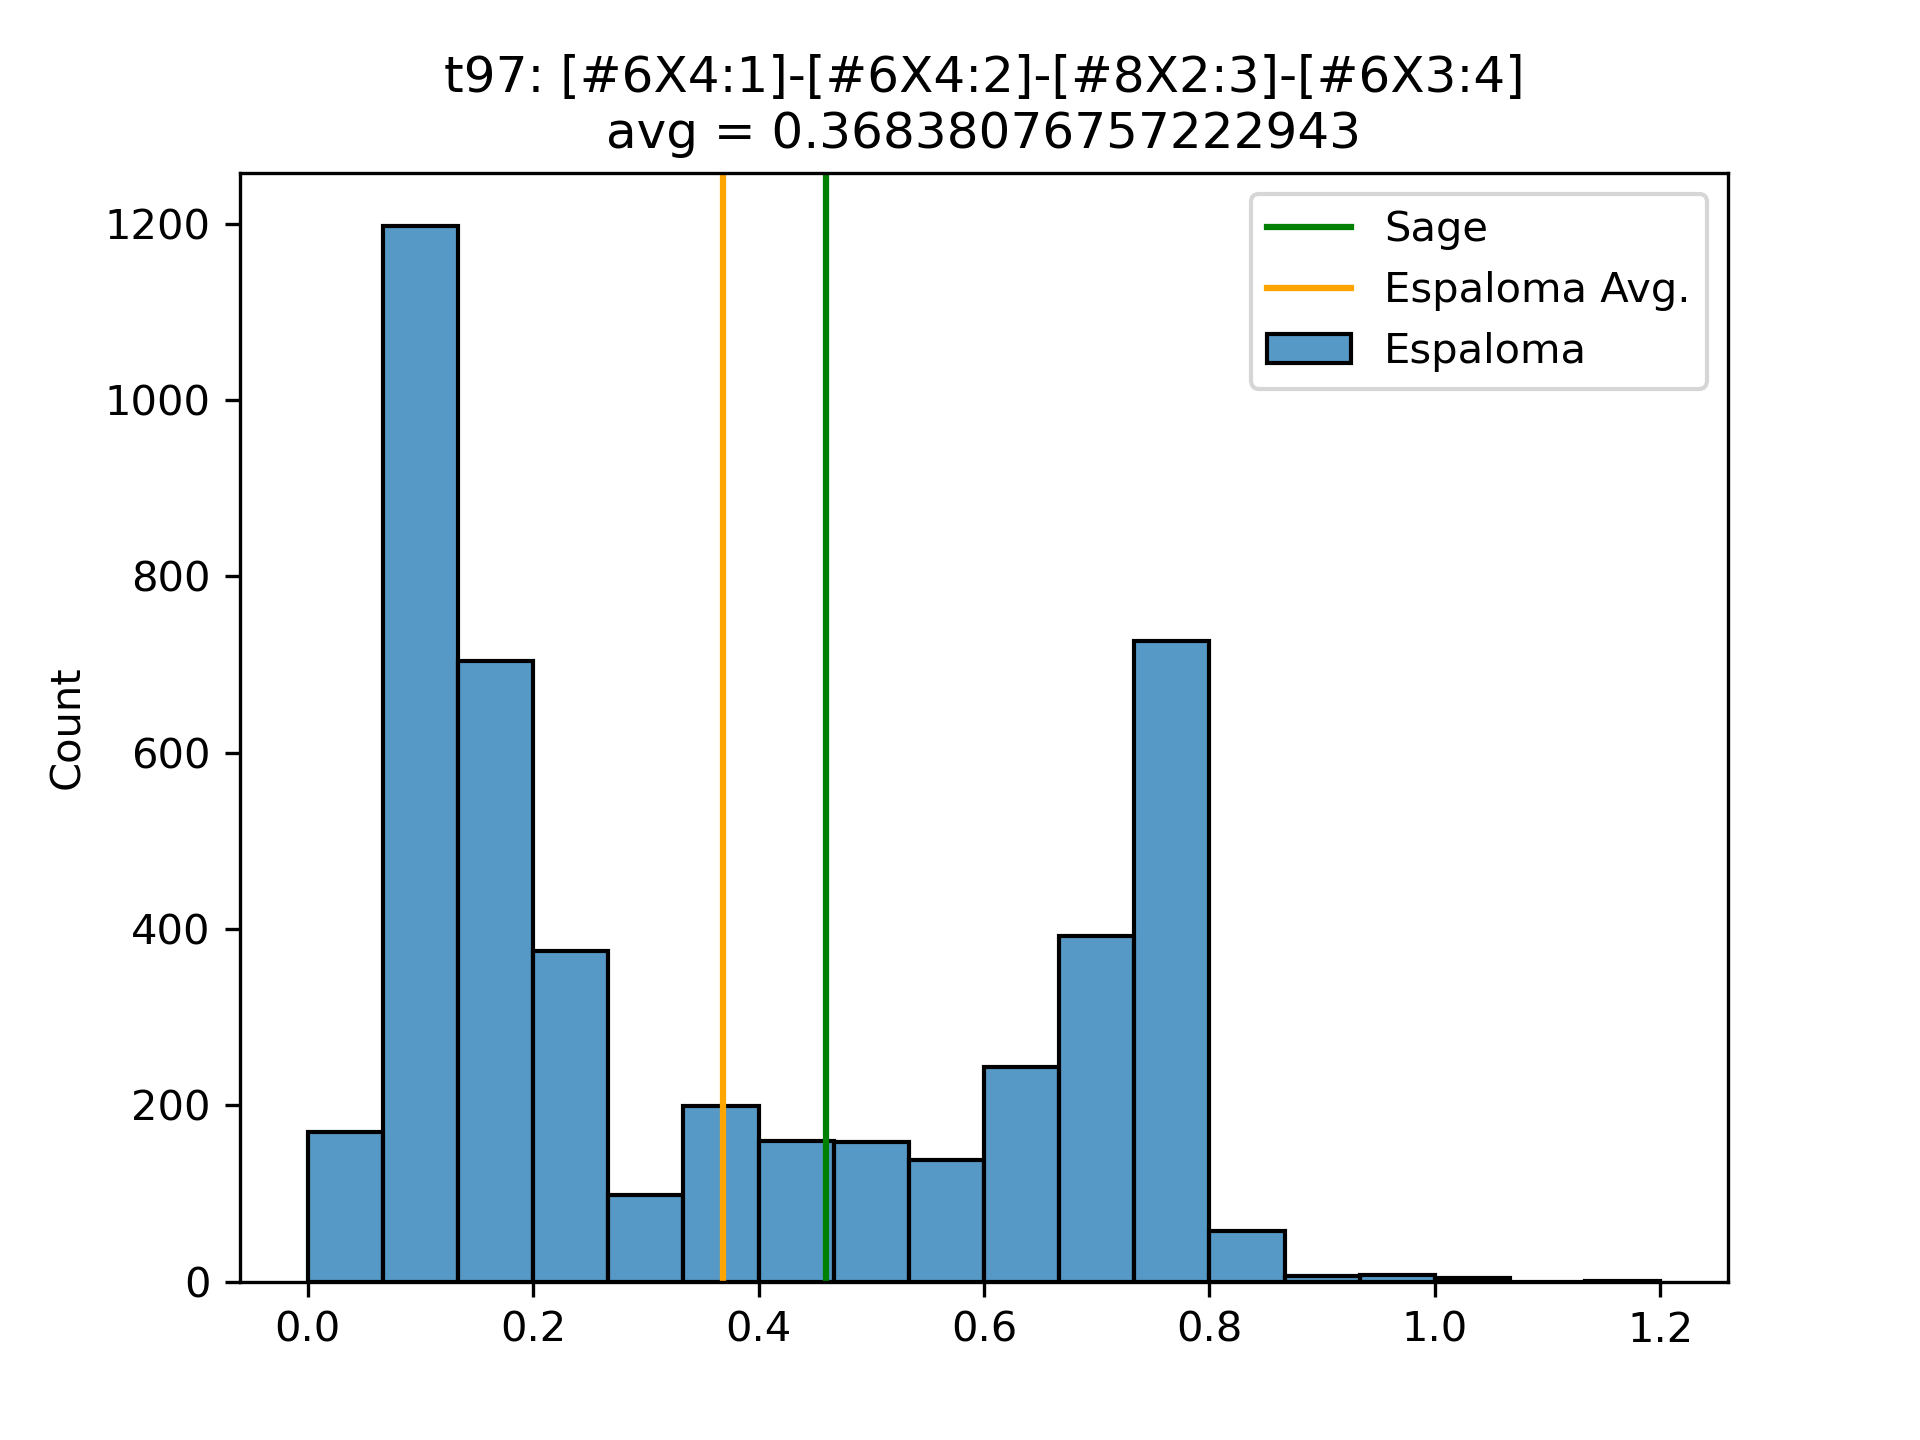 t97: [#6X4:1]-[#6X4:2]-[#8X2:3]-[#6X3:4]
avg = 0.36838076757222943
Sage
Espaloma Avg.
Espaloma
Count
1200
1000
800
600
400
200
0
0.0
0.2
0.4
0.6
0.8
1.0
1.2